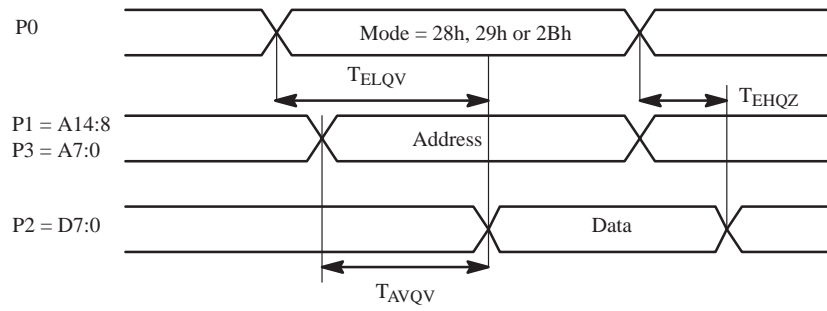 P0
Mode = 28h, 29h or 2Bh
TELQV
TEHQZ
P1 = A14:8
P3 = A7:0
Address
P2 = D7:0
Data
TAVQV